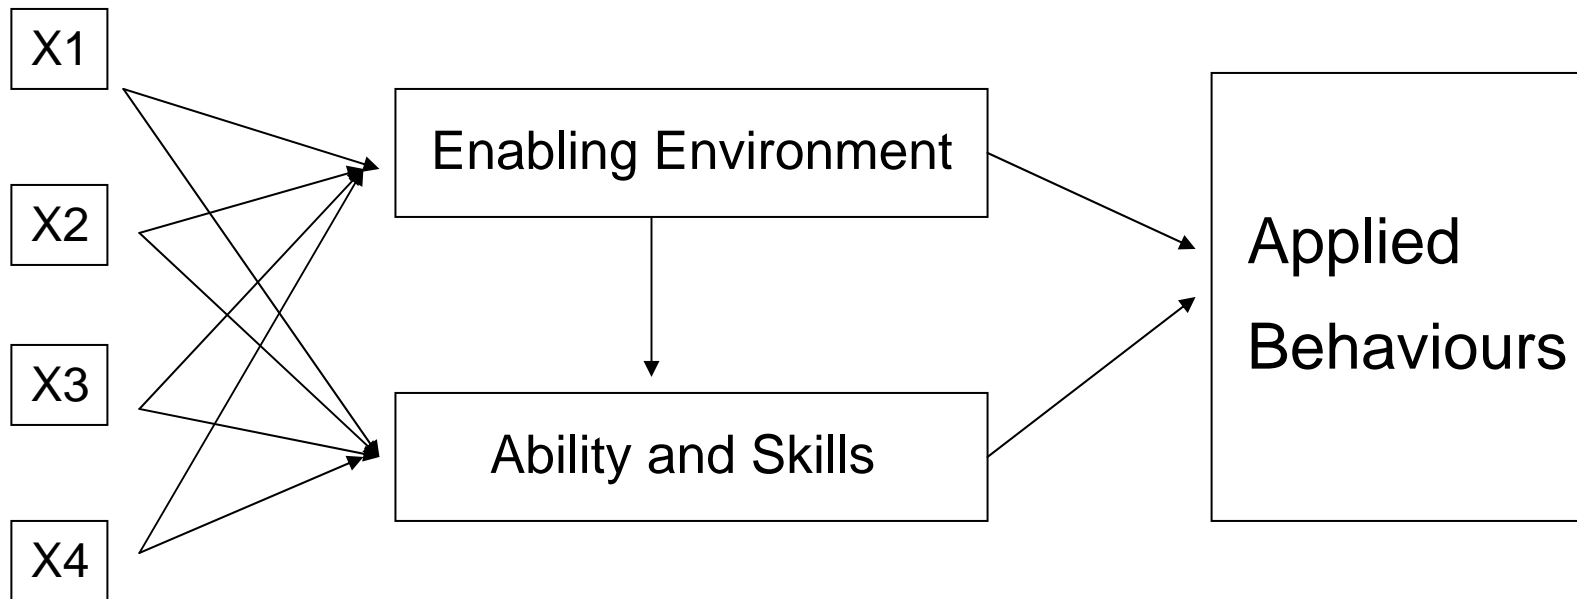 X1
X2
X3
X4
Enabling Environment
Ability and Skills
Applied
Behaviours